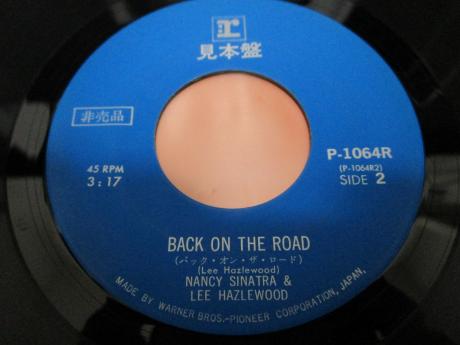 r
見本盤
非売品
45 RPM
3:17
P-1064R
(P-1064R2)
SIDE 2
BACK ON THE ROAD
(バック・オン・ザ・ロード)
(Lee Hazlewood)
NANCY SINATRA &
LEE HAZLEWOOD
MADE BY WARNER BROS.-PIONEER CORPORATION, JAPAN.